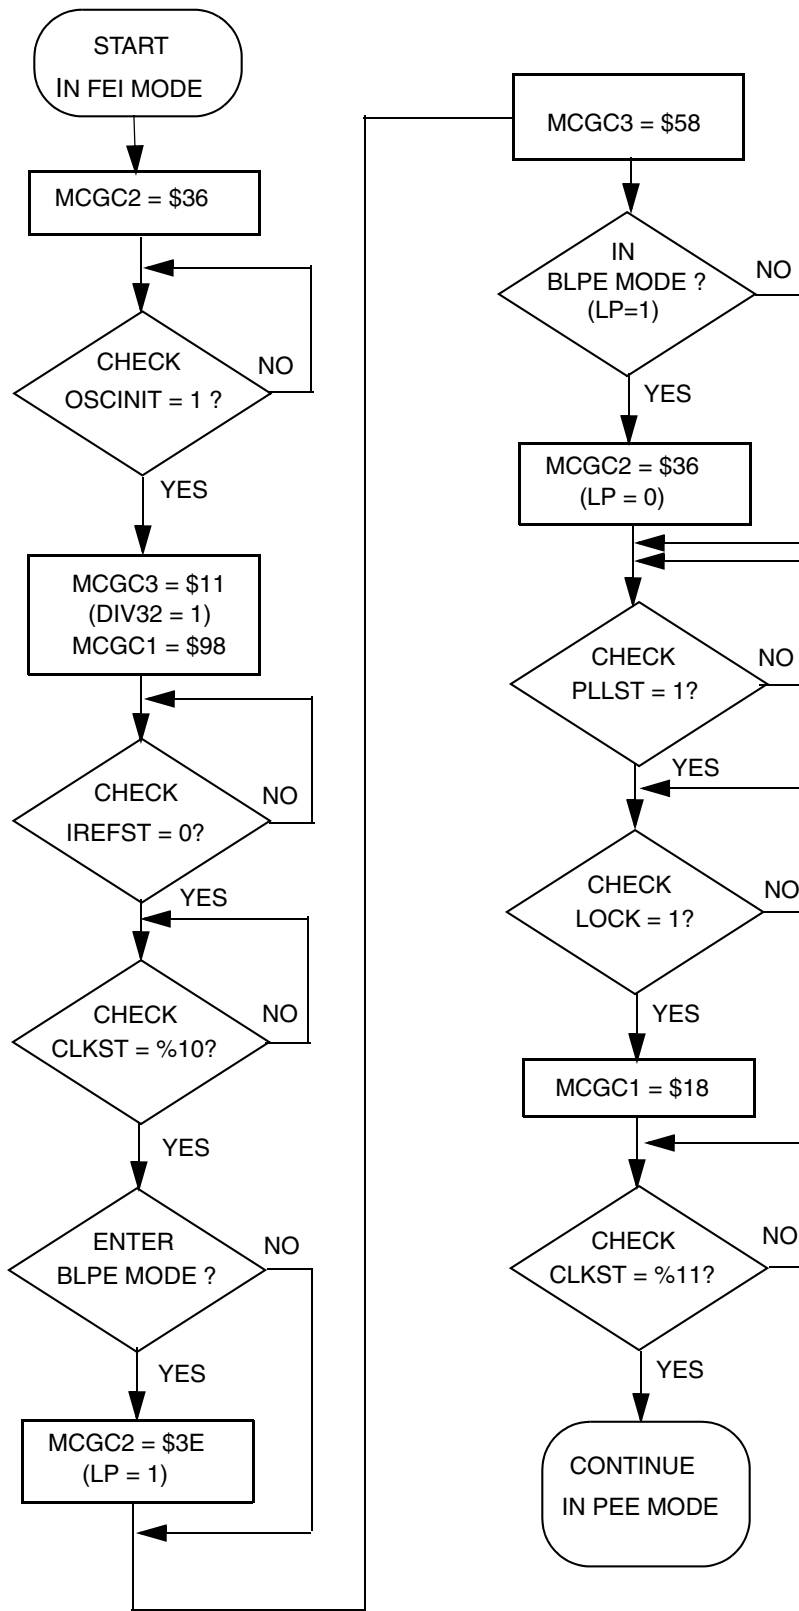 START
IN FEI MODE
MCGC2 = $36
CHECK
OSCINIT = 1 ?
NO
YES
MCGC3 = $11
(DIV32 = 1)
MCGC1 = $98
CHECK
IREFST = 0?
NO
YES
CHECK
CLKST = %10?
NO
YES
ENTER
BLPE MODE ?
NO
YES
MCGC2 = $3E
(LP = 1)
MCGC3 = $58
IN
BLPE MODE ?
(LP=1)
NO
YES
MCGC2 = $36
(LP = 0)
CHECK
PLLST = 1?
NO
YES
CHECK
LOCK = 1?
NO
YES
MCGC1 = $18
CHECK
CLKST = %11?
NO
YES
CONTINUE
IN PEE MODE